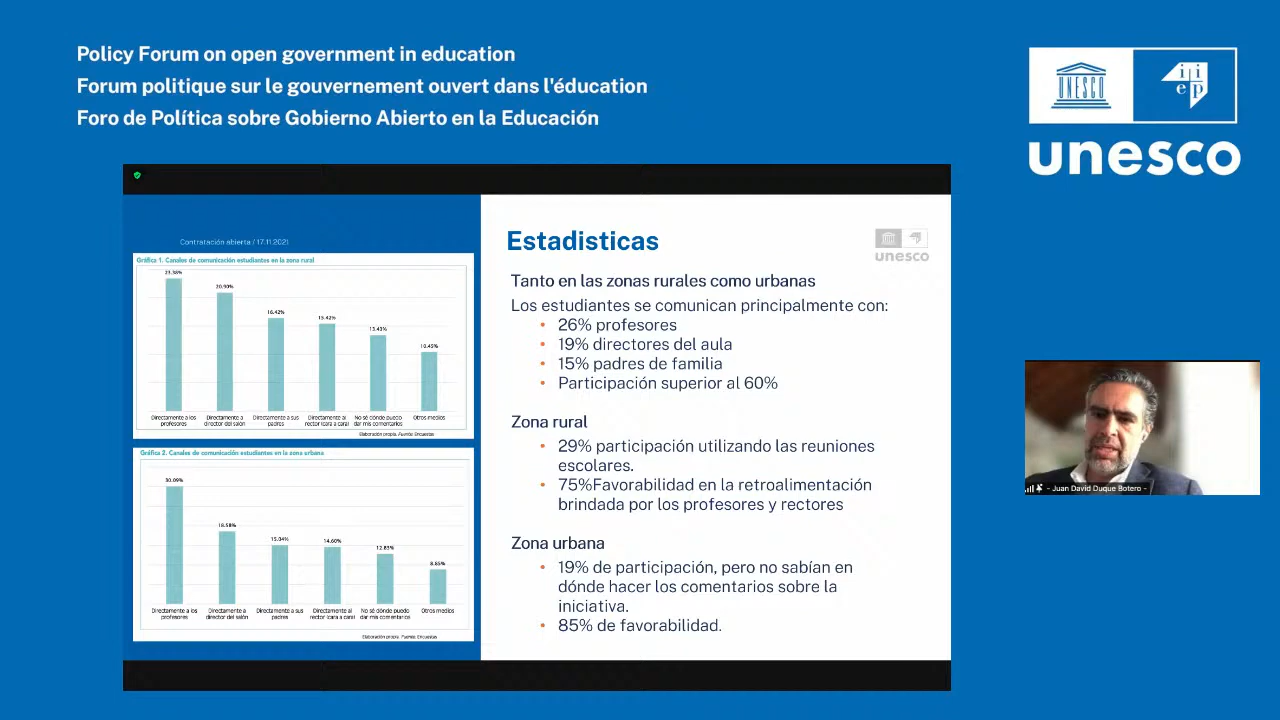 Policy Forum on open government in education
Forum politique sur le gouvernement ouvert dans l'éducation
Foro de Política sobre Gobierno Abierto en la Educación
UNESCO
iiep
unesco
Contratación abierta / 17.11.2021
Gráfica 1. Canales de comunicación estudiantes en la zona rural
23.38%
20.90%
16.42%
15.42%
13.43%
10.45%
Directamente a los profesores
Directamente a director del salón
Directamente a sus padres
Directamente al rector (cara a cara)
No sé dónde puedo dar mis comentarios
Otros medios
Elaboración propia. Fuente: Encuestas
Gráfica 2. Canales de comunicación estudiantes en la zona urbana
30.09%
18.58%
15.04%
14.60%
12.83%
8.85%
Directamente a los profesores
Directamente a director del salón
Directamente a sus padres
Directamente al rector (cara a cara)
No sé dónde puedo dar mis comentarios
Otros medios
Elaboración propia. Fuente: Encuestas
Estadisticas
unesco
Tanto en las zonas rurales como urbanas
Los estudiantes se comunican principalmente con:
• 26% profesores
• 19% directores del aula
• 15% padres de familia
• Participación superior al 60%
Zona rural
• 29% participación utilizando las reuniones
escolares.
• 75%Favorabilidad en la retroalimentación
brindada por los profesores y rectores
Zona urbana
• 19% de participación, pero no sabían en
dónde hacer los comentarios sobre la
iniciativa.
• 85% de favorabilidad.
- Juan David Duque Botero -